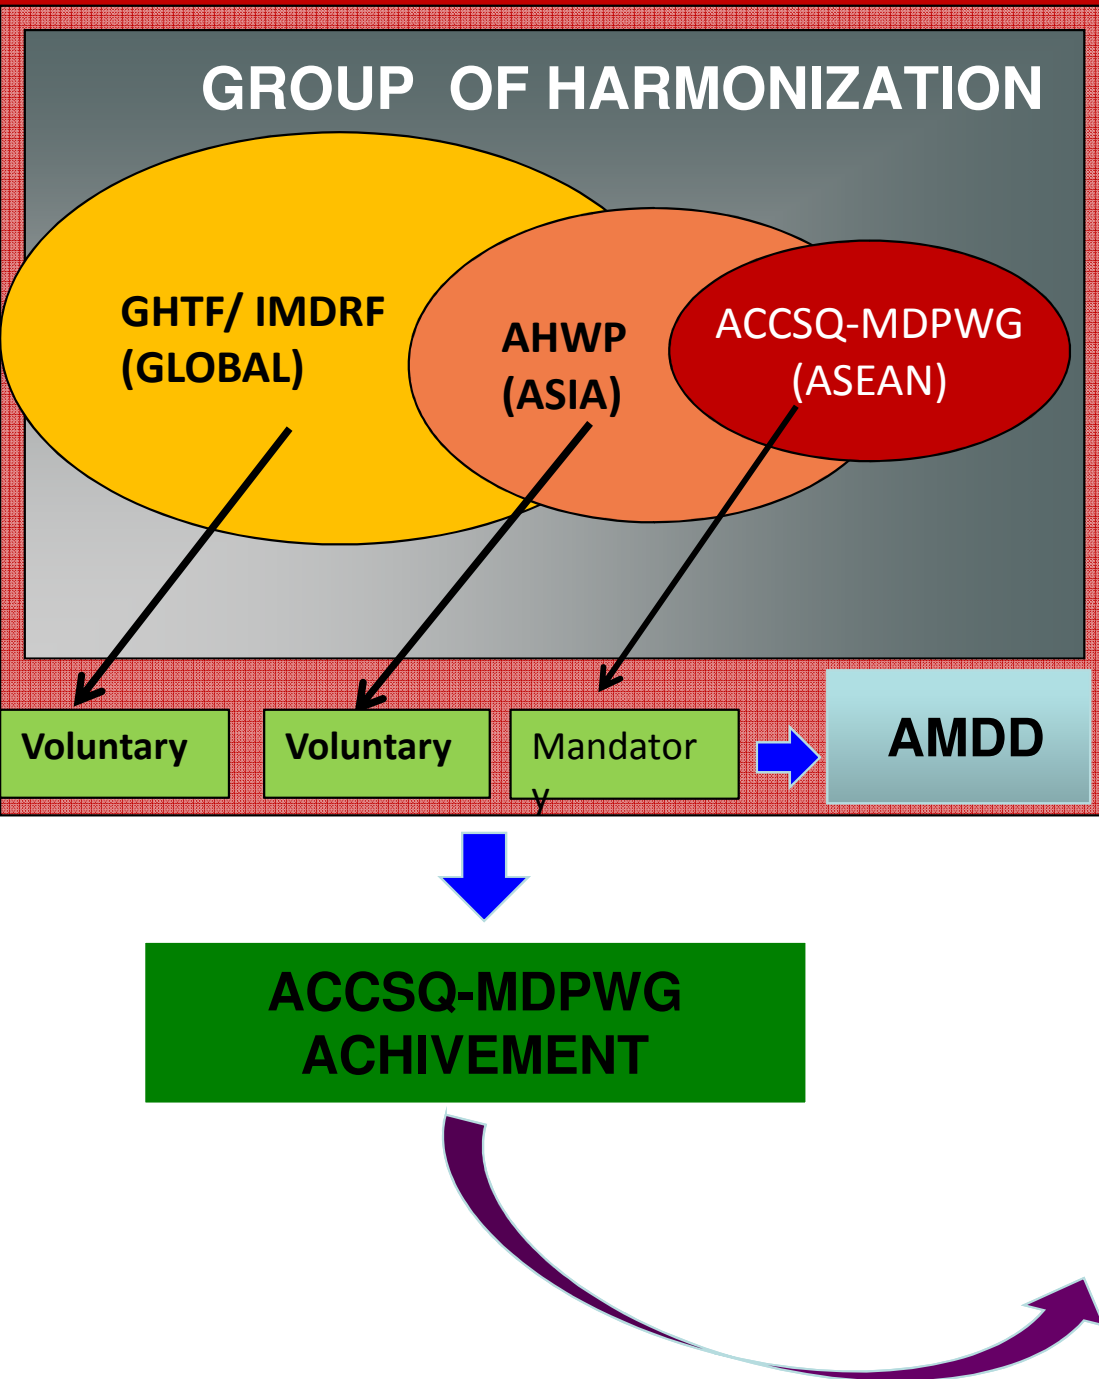 GROUP OF HARMONIZATION
GHTF/ IMDRF
(GLOBAL)
AHWP
(ASIA)
ACCSQ-MDPWG
(ASEAN)
Voluntary
Voluntary
Mandator
y
AMDD
ACCSQ-MDPWG
ACHIVEMENT